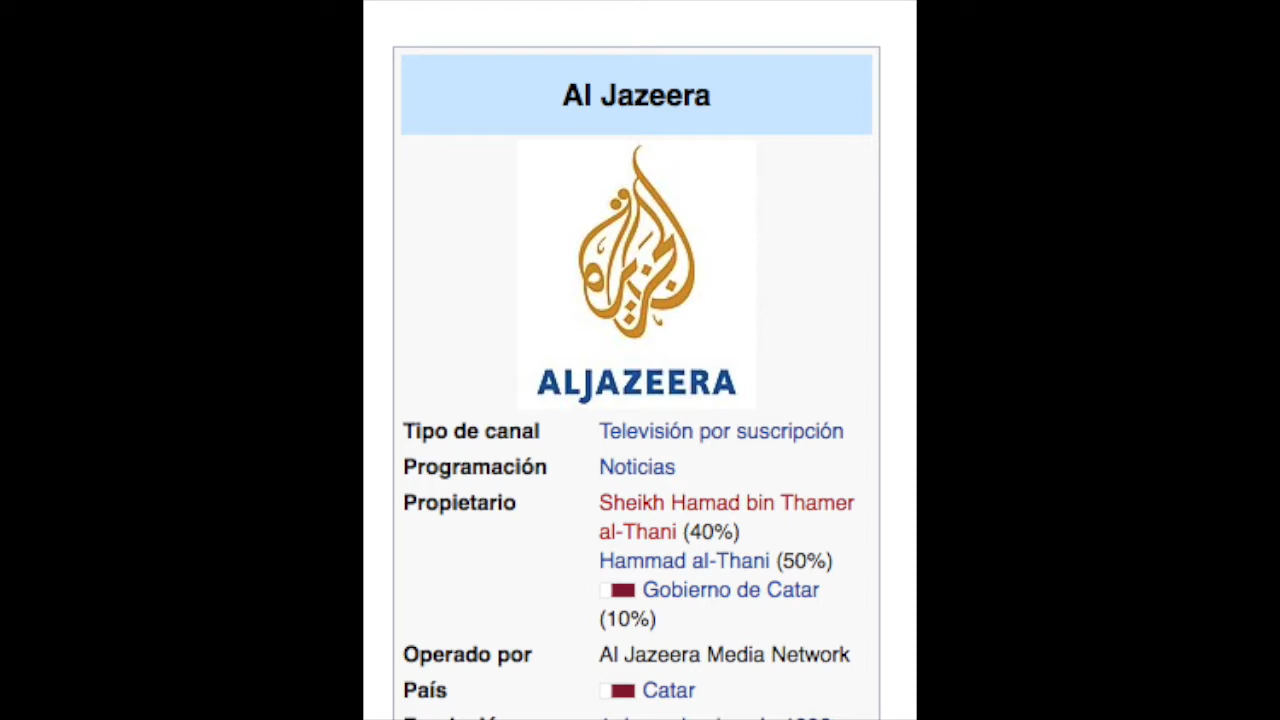 Al Jazeera
الجزيرة
ALJAZEERA
Tipo de canal Televisión por suscripción
Programación Noticias
Propietario Sheikh Hamad bin Thamer
al-Thani (40%)
Hammad al-Thani (50%)
Gobierno de Catar
(10%)
Operado por Al Jazeera Media Network
País Catar